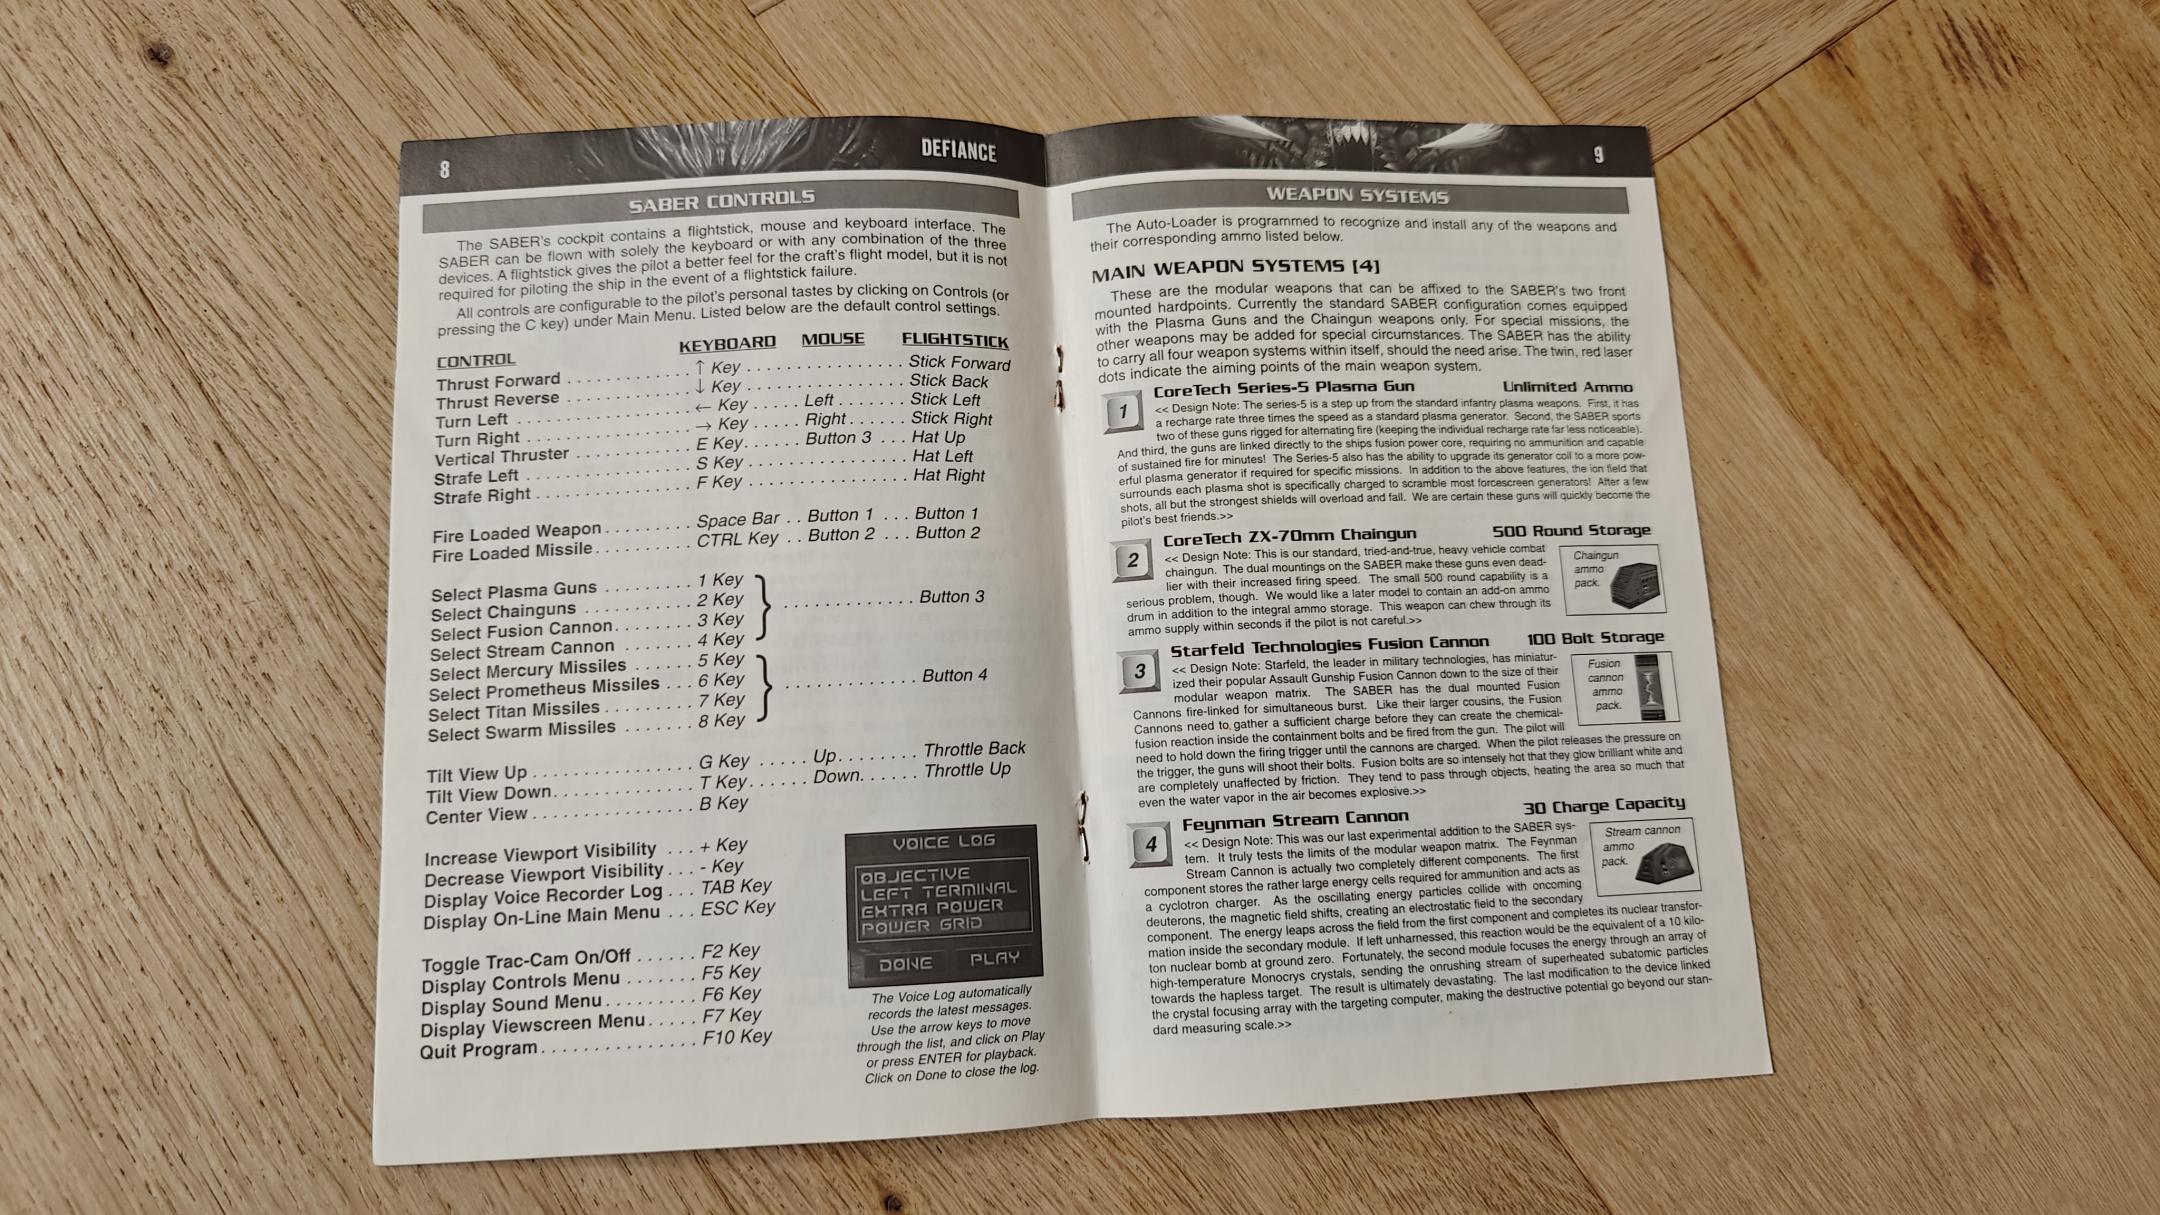 8
DEFIANCE
SABER CONTROLS
The SABER's cockpit contains a flightstick, mouse and keyboard interface. The
SABER can be flown with solely the keyboard or with any combination of the three
devices. A flightstick gives the pilot a better feel for the craft's flight model, but it is not
required for piloting the ship in the event of a flightstick failure.
All controls are configurable to the pilot's personal tastes by clicking on Controls (or
pressing the C key) under Main Menu. Listed below are the default control settings.
CONTROL KEYBOARD MOUSE FLIGHTSTICK
Thrust Forward . . . . . . . . . . . . . ↑ Key . . . . . . . . . . . . . . . . Stick Forward
Thrust Reverse . . . . . . . . . . . . . ↓ Key . . . . . . . . . . . . . . . . Stick Back
Turn Left . . . . . . . . . . . . . . . . . ← Key . . . . . Left . . . . . . . Stick Left
Turn Right . . . . . . . . . . . . . . . . → Key . . . . . Right . . . . . . Stick Right
Vertical Thruster . . . . . . . . . . . . E Key. . . . . . Button 3 . . . Hat Up
Strafe Left . . . . . . . . . . . . . . . . S Key . . . . . . . . . . . . . . . . Hat Left
Strafe Right . . . . . . . . . . . . . . . F Key . . . . . . . . . . . . . . . . Hat Right
Fire Loaded Weapon . . . . . . . . . Space Bar . . Button 1 . . . Button 1
Fire Loaded Missile . . . . . . . . . . CTRL Key . . Button 2 . . . Button 2
Select Plasma Guns . . . . . . . . . 1 Key
Select Chainguns . . . . . . . . . . . 2 Key
Select Fusion Cannon. . . . . . . . 3 Key
Select Stream Cannon . . . . . . . 4 Key
} . . . . . . . . . . . . . Button 3
Select Mercury Missiles . . . . . . 5 Key
Select Prometheus Missiles . . . 6 Key
Select Titan Missiles . . . . . . . . . 7 Key
Select Swarm Missiles . . . . . . . 8 Key
} . . . . . . . . . . . . . Button 4
Tilt View Up . . . . . . . . . . . . . . . G Key . . . . . Up. . . . . . . . Throttle Back
Tilt View Down. . . . . . . . . . . . . T Key. . . . . . Down. . . . . . Throttle Up
Center View . . . . . . . . . . . . . . . B Key
Increase Viewport Visibility . . . + Key
Decrease Viewport Visibility . . . - Key
Display Voice Recorder Log . . . TAB Key
Display On-Line Main Menu . . . ESC Key
Toggle Trac-Cam On/Off . . . . . . F2 Key
Display Controls Menu . . . . . . . F5 Key
Display Sound Menu . . . . . . . . . F6 Key
Display Viewscreen Menu . . . . . F7 Key
Quit Program . . . . . . . . . . . . . . . F10 Key
VOICE LOG
OBJECTIVE
LEFT TERMINAL
EXTRA POWER
POWER GRID
DONE PLAY
The Voice Log automatically
records the latest messages.
Use the arrow keys to move
through the list, and click on Play
or press ENTER for playback.
Click on Done to close the log.
9
WEAPON SYSTEMS
The Auto-Loader is programmed to recognize and install any of the weapons and
their corresponding ammo listed below.
MAIN WEAPON SYSTEMS [4]
These are the modular weapons that can be affixed to the SABER's two front
mounted hardpoints. Currently the standard SABER configuration comes equipped
with the Plasma Guns and the Chaingun weapons only. For special missions, the
other weapons may be added for special circumstances. The SABER has the ability
to carry all four weapon systems within itself, should the need arise. The twin, red laser
dots indicate the aiming points of the main weapon system.
1
CoreTech Series-5 Plasma Gun Unlimited Ammo
<< Design Note: The series-5 is a step up from the standard infantry plasma weapons. First, it has
a recharge rate three times the speed as a standard plasma generator. Second, the SABER sports
two of these guns rigged for alternating fire (keeping the individual recharge rate far less noticeable).
And third, the guns are linked directly to the ships fusion power core, requiring no ammunition and capable
of sustained fire for minutes! The Series-5 also has the ability to upgrade its generator coil to a more pow-
erful plasma generator if required for specific missions. In addition to the above features, the ion field that
surrounds each plasma shot is specifically charged to scramble most forcescreen generators! After a few
shots, all but the strongest shields will overload and fall. We are certain these guns will quickly become the
pilot's best friends.>>
2
CoreTech ZX-70mm Chaingun 500 Round Storage
<< Design Note: This is our standard, tried-and-true, heavy vehicle combat
chaingun. The dual mountings on the SABER make these guns even dead-
lier with their increased firing speed. The small 500 round capability is a
serious problem, though. We would like a later model to contain an add-on ammo
drum in addition to the integral ammo storage. This weapon can chew through its
ammo supply within seconds if the pilot is not careful.>>
Chaingun
ammo
pack.
3
Starfeld Technologies Fusion Cannon 100 Bolt Storage
<< Design Note: Starfeld, the leader in military technologies, has miniatur-
ized their popular Assault Gunship Fusion Cannon down to the size of their
modular weapon matrix. The SABER has the dual mounted Fusion
Cannons fire-linked for simultaneous burst. Like their larger cousins, the Fusion
Cannons need to gather a sufficient charge before they can create the chemical-
fusion reaction inside the containment bolts and be fired from the gun. The pilot will
need to hold down the firing trigger until the cannons are charged. When the pilot releases the pressure on
the trigger, the guns will shoot their bolts. Fusion bolts are so intensely hot that they glow brilliant white and
are completely unaffected by friction. They tend to pass through objects, heating the area so much that
even the water vapor in the air becomes explosive.>>
Fusion
cannon
ammo
pack.
4
Feynman Stream Cannon 30 Charge Capacity
<< Design Note: This was our last experimental addition to the SABER sys-
tem. It truly tests the limits of the modular weapon matrix. The Feynman
Stream Cannon is actually two completely different components. The first
component stores the rather large energy cells required for ammunition and acts as
a cyclotron charger. As the oscillating energy particles collide with oncoming
deuterons, the magnetic field shifts, creating an electrostatic field to the secondary
component. The energy leaps across the field from the first component and completes its nuclear transfor-
mation inside the secondary module. If left unharnessed, this reaction would be the equivalent of a 10 kilo-
ton nuclear bomb at ground zero. Fortunately, the second module focuses the energy through an array of
high-temperature Monocrys crystals, sending the onrushing stream of superheated subatomic particles
towards the hapless target. The result is ultimately devastating. The last modification to the device linked
the crystal focusing array with the targeting computer, making the destructive potential go beyond our stan-
dard measuring scale.>>
Stream cannon
ammo
pack.